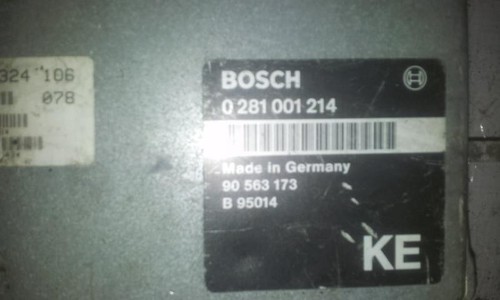 324 106
078
BOSCH
0 281 001 214
Made in Germany
90 563 173
B 95014
KE